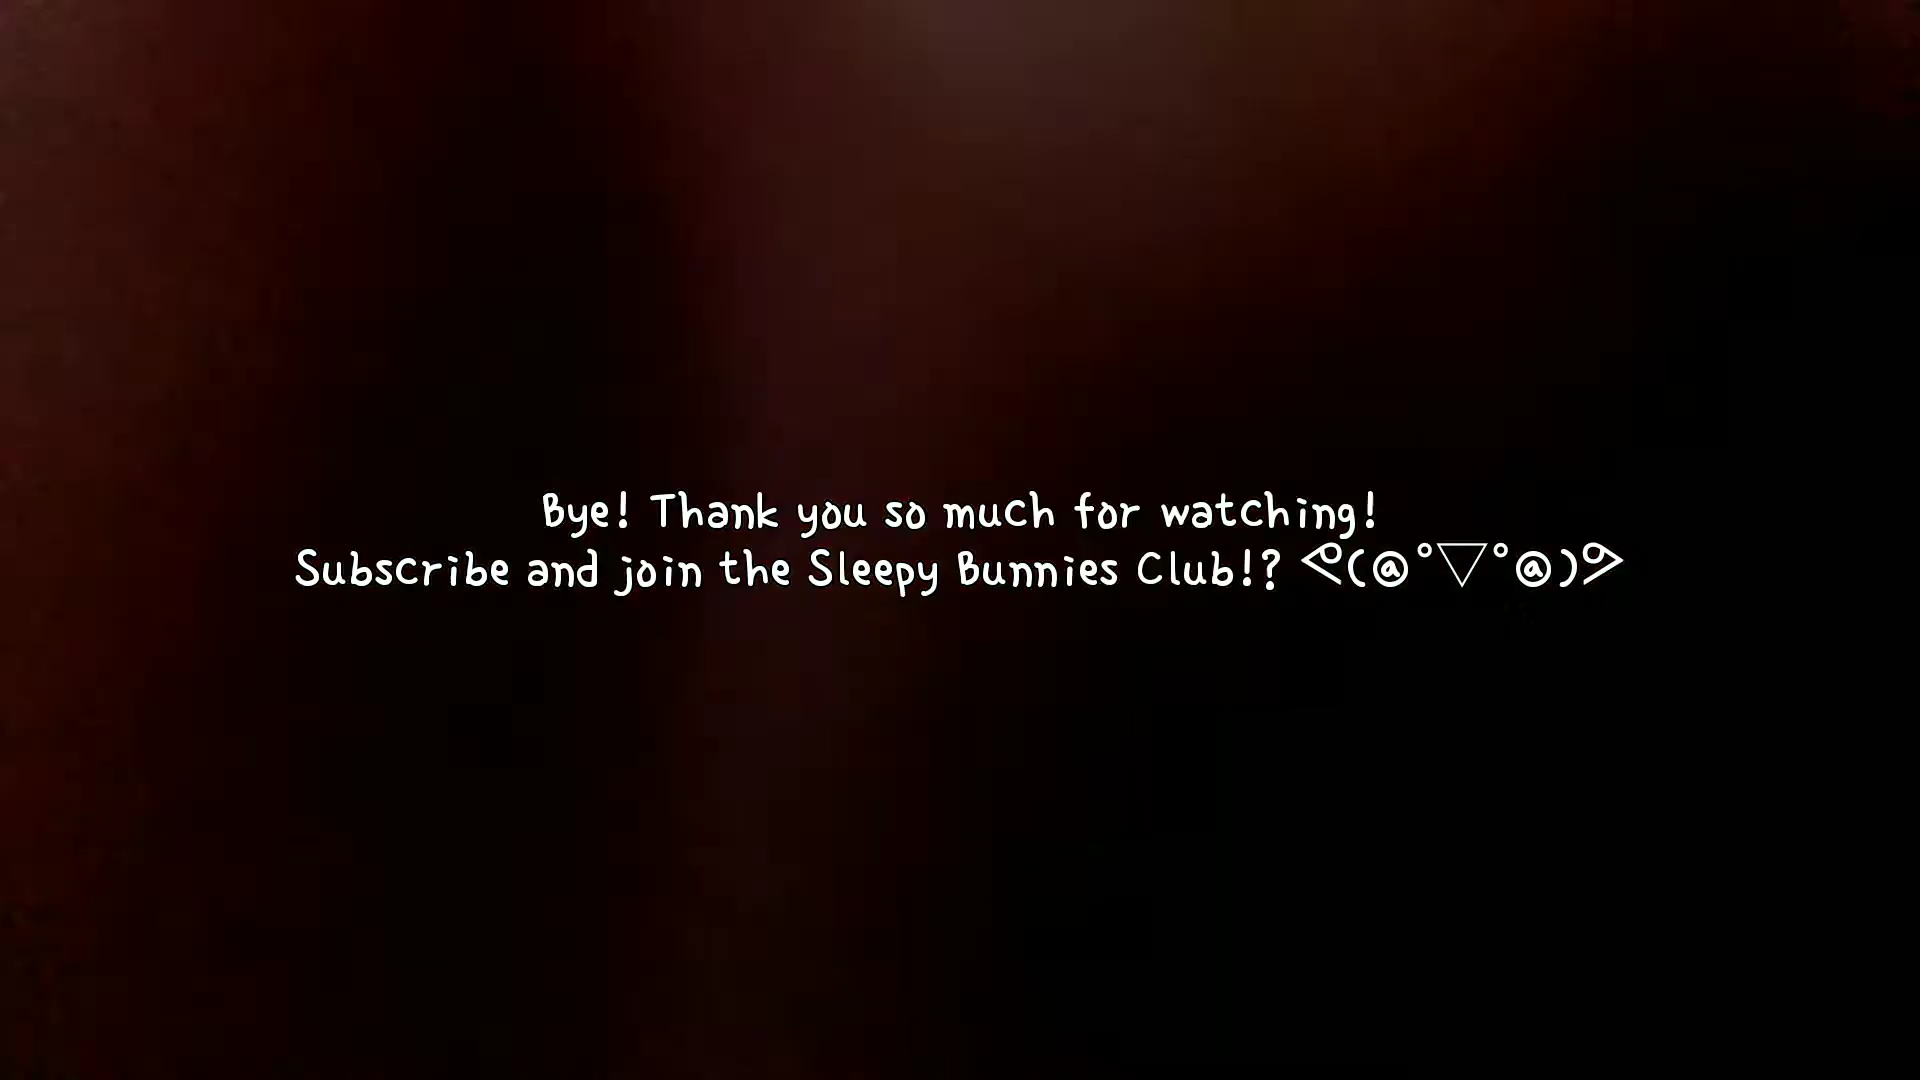 Bye! Thank you so much for watching!
Subscribe and join the Sleepy Bunnies Club!? ᕙ(@°▽°@)ᕗ